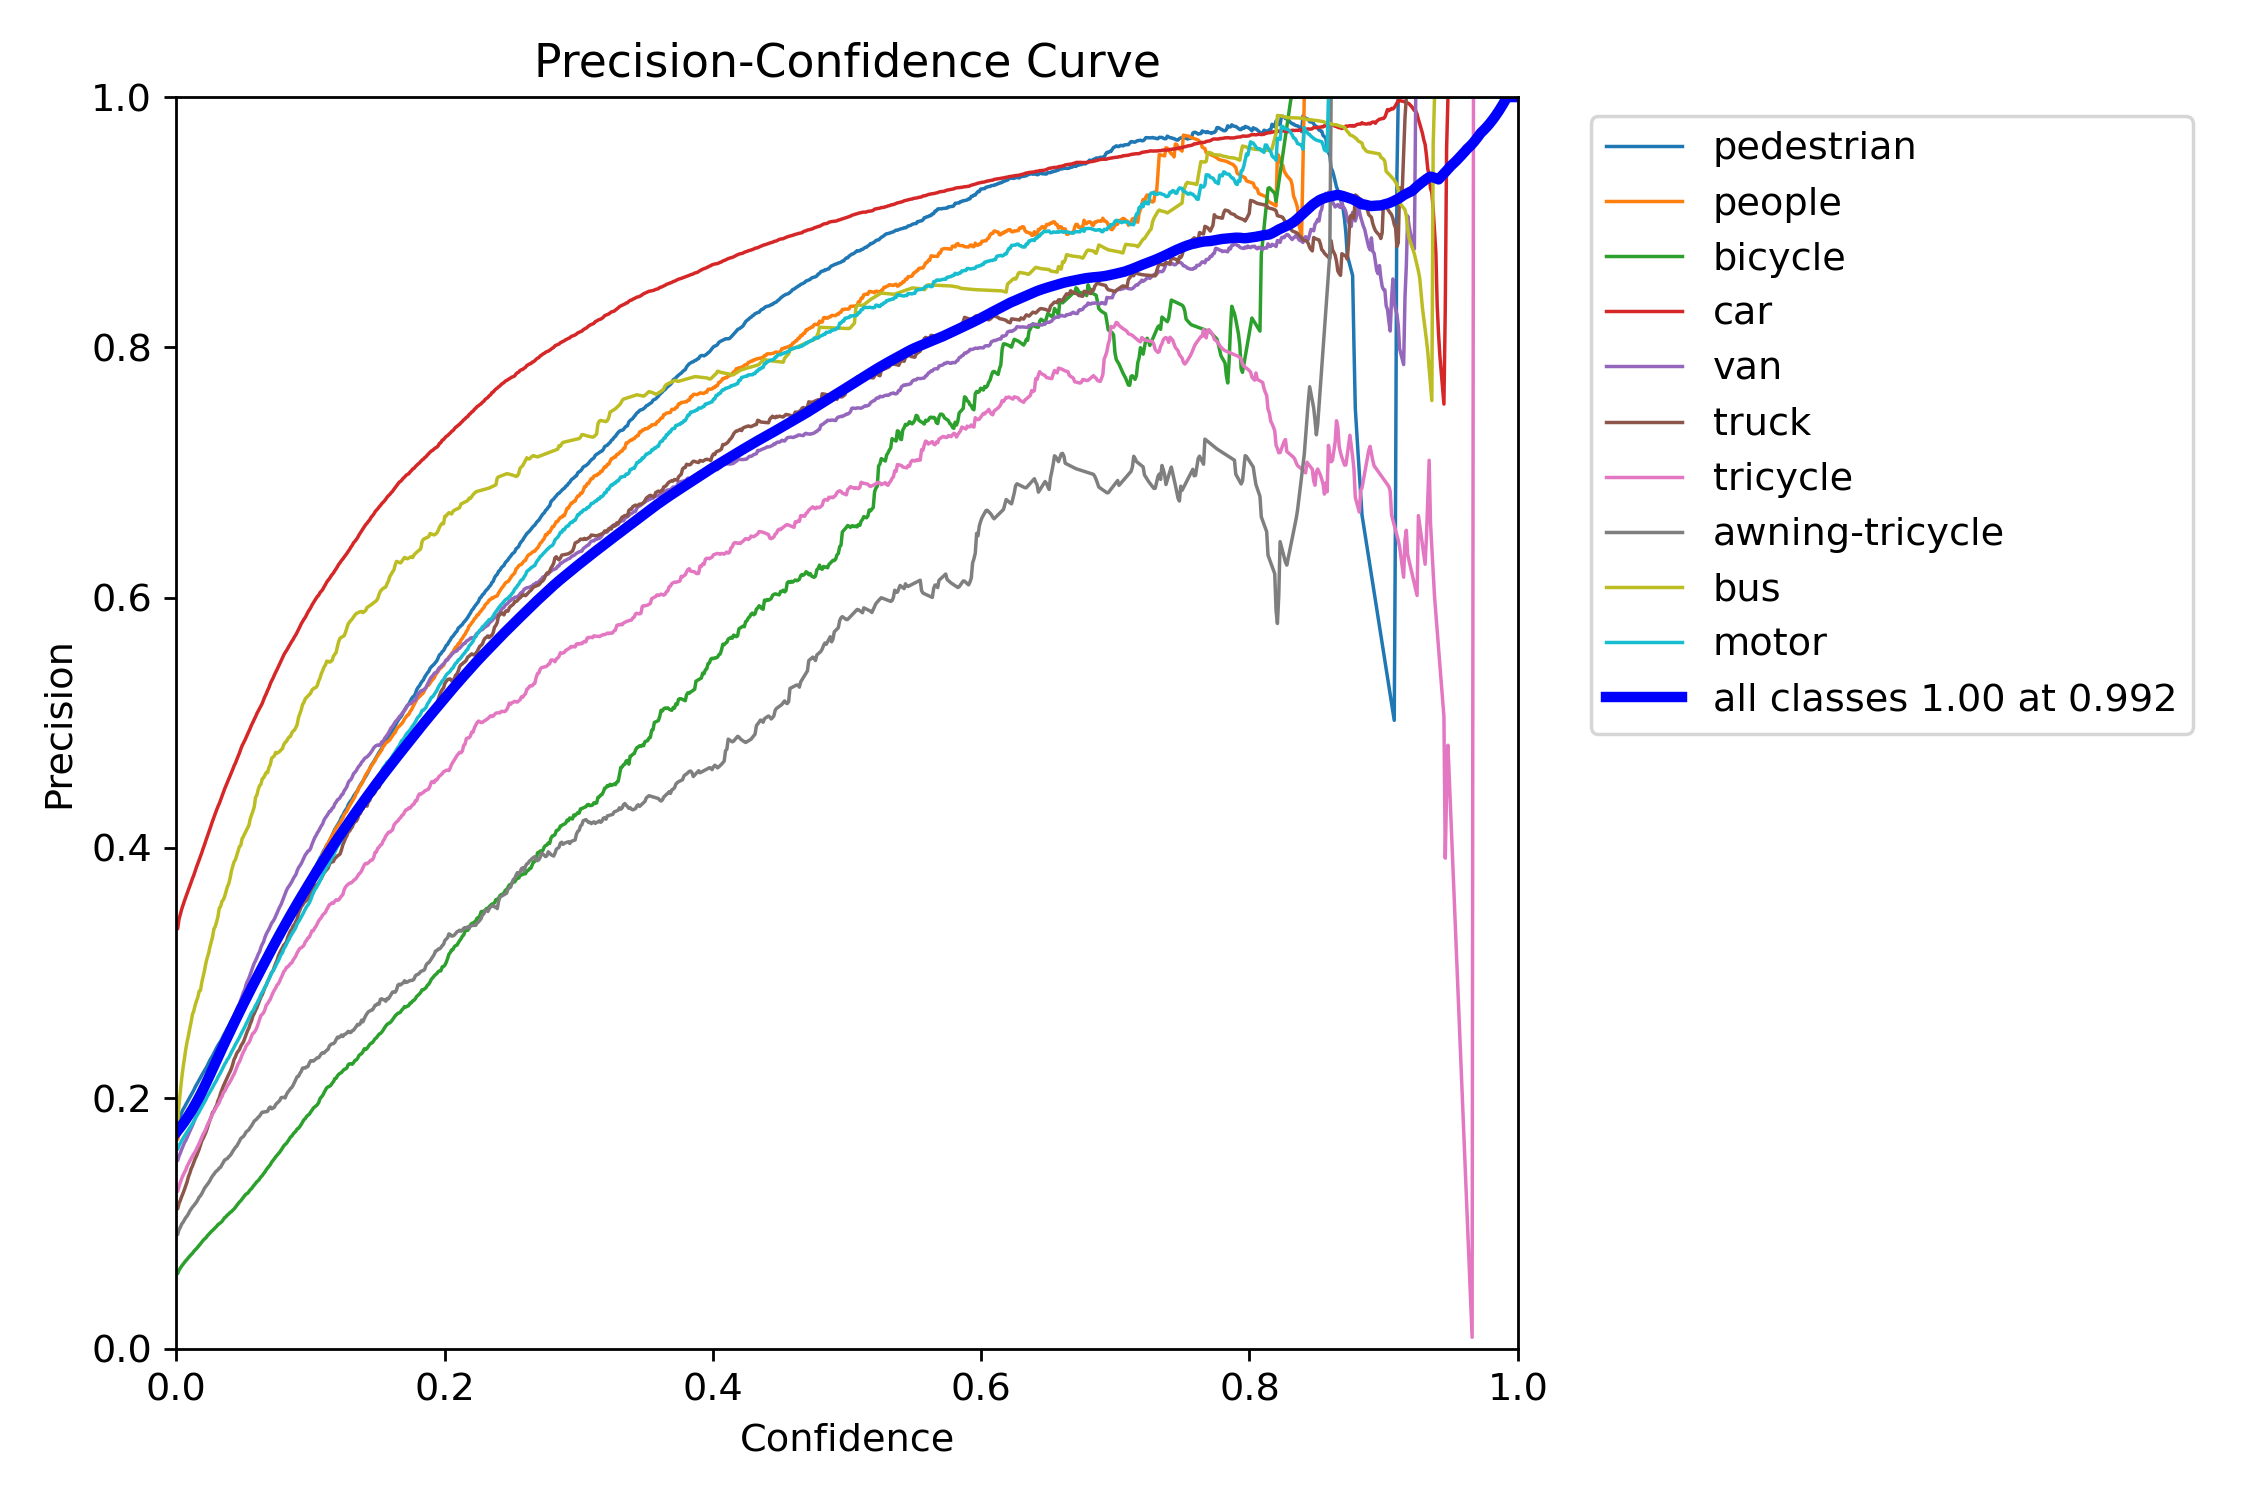 Precision-Confidence Curve
1.0
0.8
0.6
0.4
0.2
0.0
Precision
0.0 0.2 0.4 0.6 0.8 1.0
Confidence
pedestrian
people
bicycle
car
van
truck
tricycle
awning-tricycle
bus
motor
all classes 1.00 at 0.992